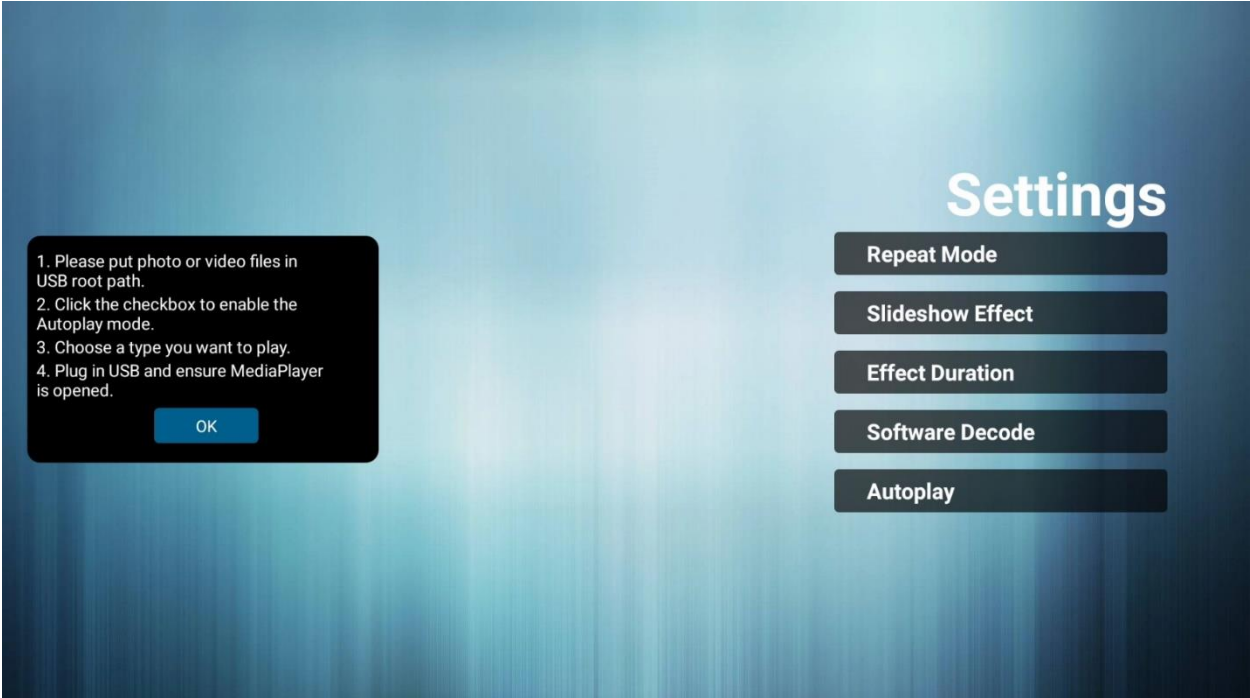 Settings
1. Please put photo or video files in
USB root path.
2. Click the checkbox to enable the
Autoplay mode.
3. Choose a type you want to play.
4. Plug in USB and ensure MediaPlayer
is opened.
OK
Repeat Mode
Slideshow Effect
Effect Duration
Software Decode
Autoplay